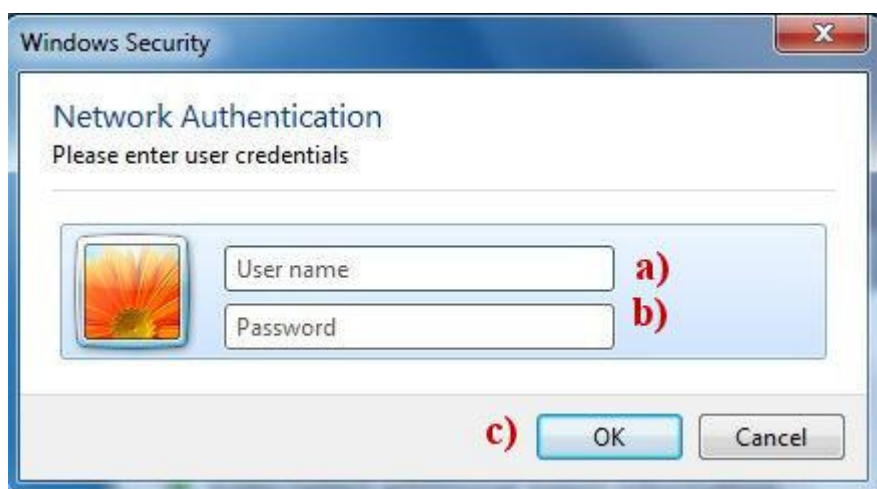 Windows Security
Network Authentication
Please enter user credentials
User name a)
Password b)
c) OK Cancel